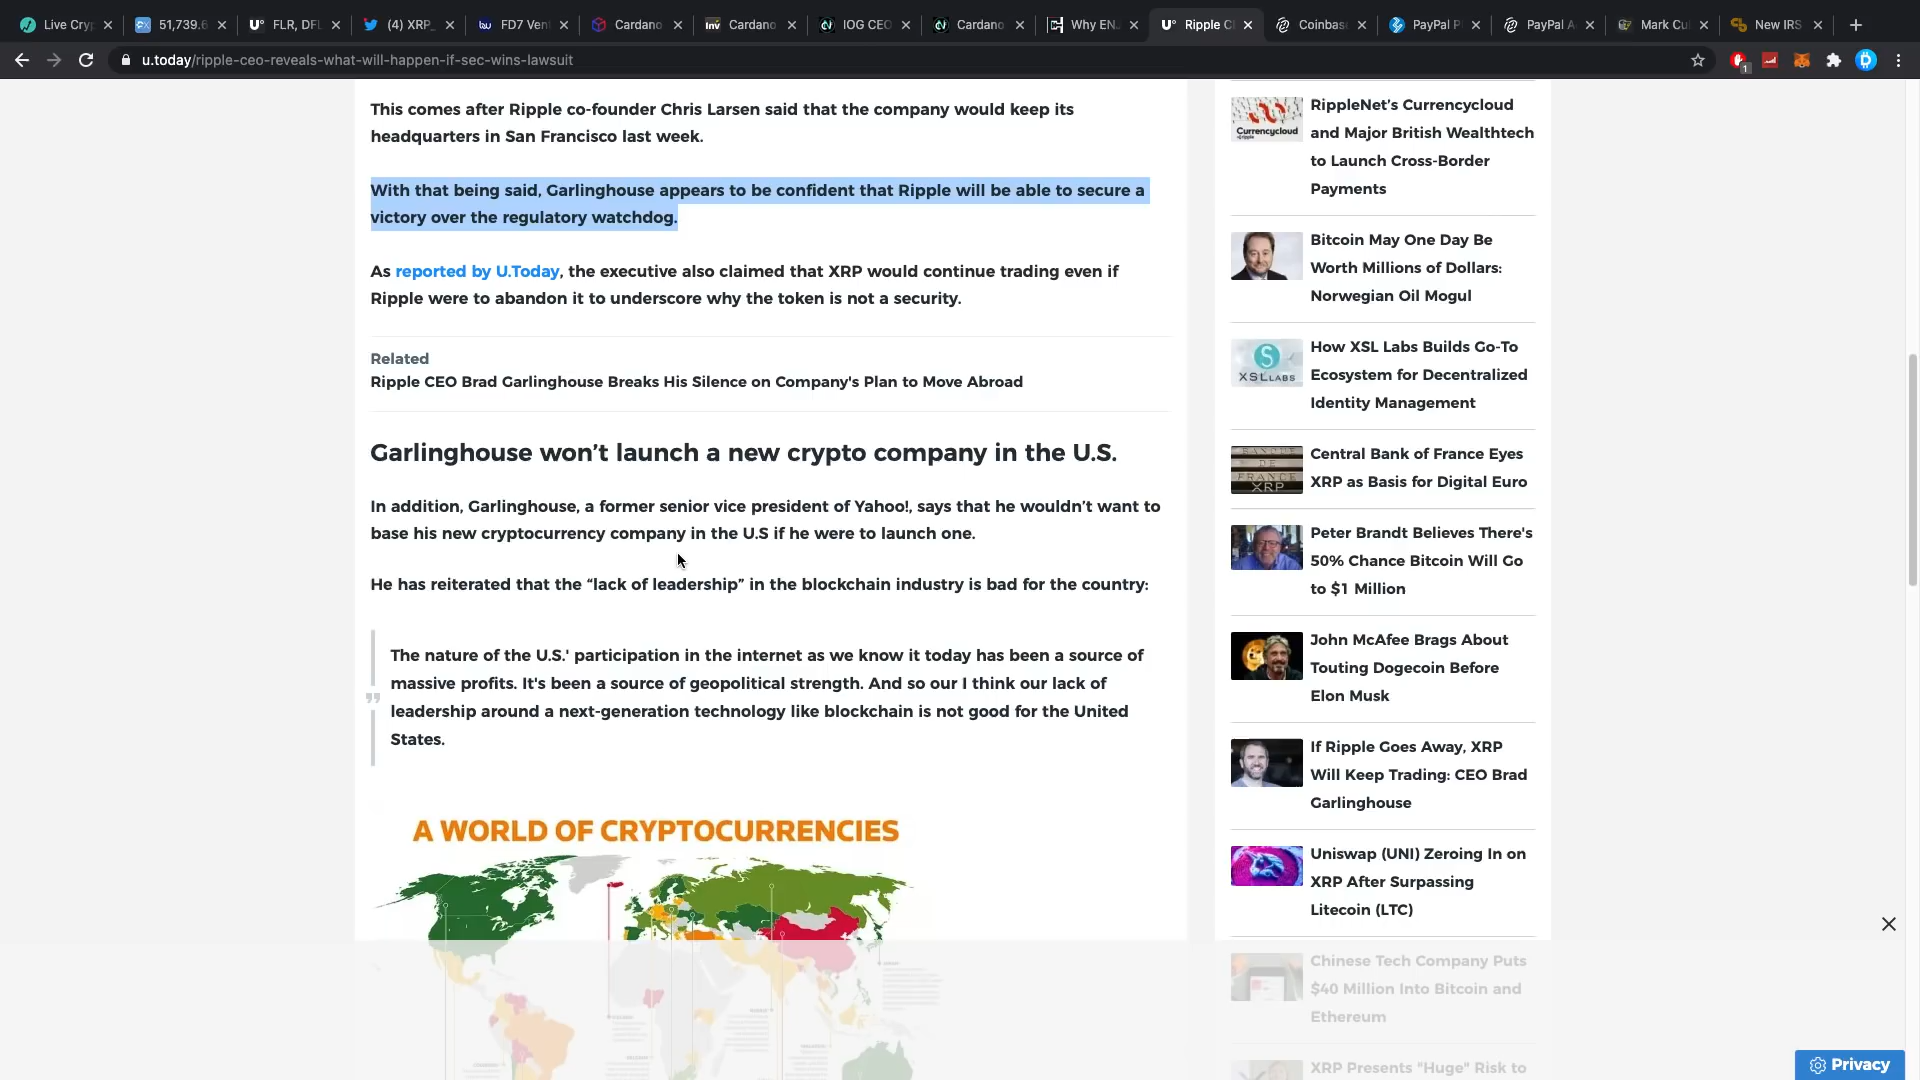 Live Cryp
51,739.6
FLR, DFL
(4) XRP_
FD7 Ven
Cardano
Cardano
IOG CEO
Cardano
Why ENJ
Ripple C
Coinbas
PayPal P
PayPal A
Mark Cu
New IRS
u.today/ripple-ceo-reveals-what-will-happen-if-sec-wins-lawsuit
This comes after Ripple co-founder Chris Larsen said that the company would keep its
headquarters in San Francisco last week.
With that being said, Garlinghouse appears to be confident that Ripple will be able to secure a
victory over the regulatory watchdog.
As reported by U.Today, the executive also claimed that XRP would continue trading even if
Ripple were to abandon it to underscore why the token is not a security.
Related
Ripple CEO Brad Garlinghouse Breaks His Silence on Company's Plan to Move Abroad
Garlinghouse won’t launch a new crypto company in the U.S.
In addition, Garlinghouse, a former senior vice president of Yahoo!, says that he wouldn’t want to
base his new cryptocurrency company in the U.S if he were to launch one.
He has reiterated that the “lack of leadership” in the blockchain industry is bad for the country:
The nature of the U.S.' participation in the internet as we know it today has been a source of
massive profits. It's been a source of geopolitical strength. And so our I think our lack of
leadership around a next-generation technology like blockchain is not good for the United
States.
A WORLD OF CRYPTOCURRENCIES
Currencycloud
RippleNet’s Currencycloud
and Major British Wealthtech
to Launch Cross-Border
Payments
Bitcoin May One Day Be
Worth Millions of Dollars:
Norwegian Oil Mogul
XSL LABS
How XSL Labs Builds Go-To
Ecosystem for Decentralized
Identity Management
BANQUE
DE
FRANCE
XRP
Central Bank of France Eyes
XRP as Basis for Digital Euro
Peter Brandt Believes There's
50% Chance Bitcoin Will Go
to $1 Million
John McAfee Brags About
Touting Dogecoin Before
Elon Musk
If Ripple Goes Away, XRP
Will Keep Trading: CEO Brad
Garlinghouse
Uniswap (UNI) Zeroing In on
XRP After Surpassing
Litecoin (LTC)
Chinese Tech Company Puts
$40 Million Into Bitcoin and
Ethereum
XRP Presents "Huge" Risk to
Privacy